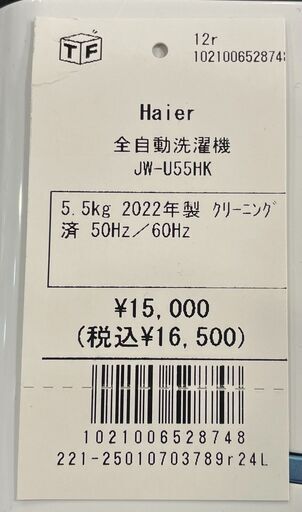 TF
12r
1021006528748
Haier
全自動洗濯機
JW-U55HK
5.5kg 2022年製 ｸﾘｰﾆﾝｸﾞ
済 50Hz／60Hz
¥15,000
(税込¥16,500)
1021006528748
221-25010703789r24L